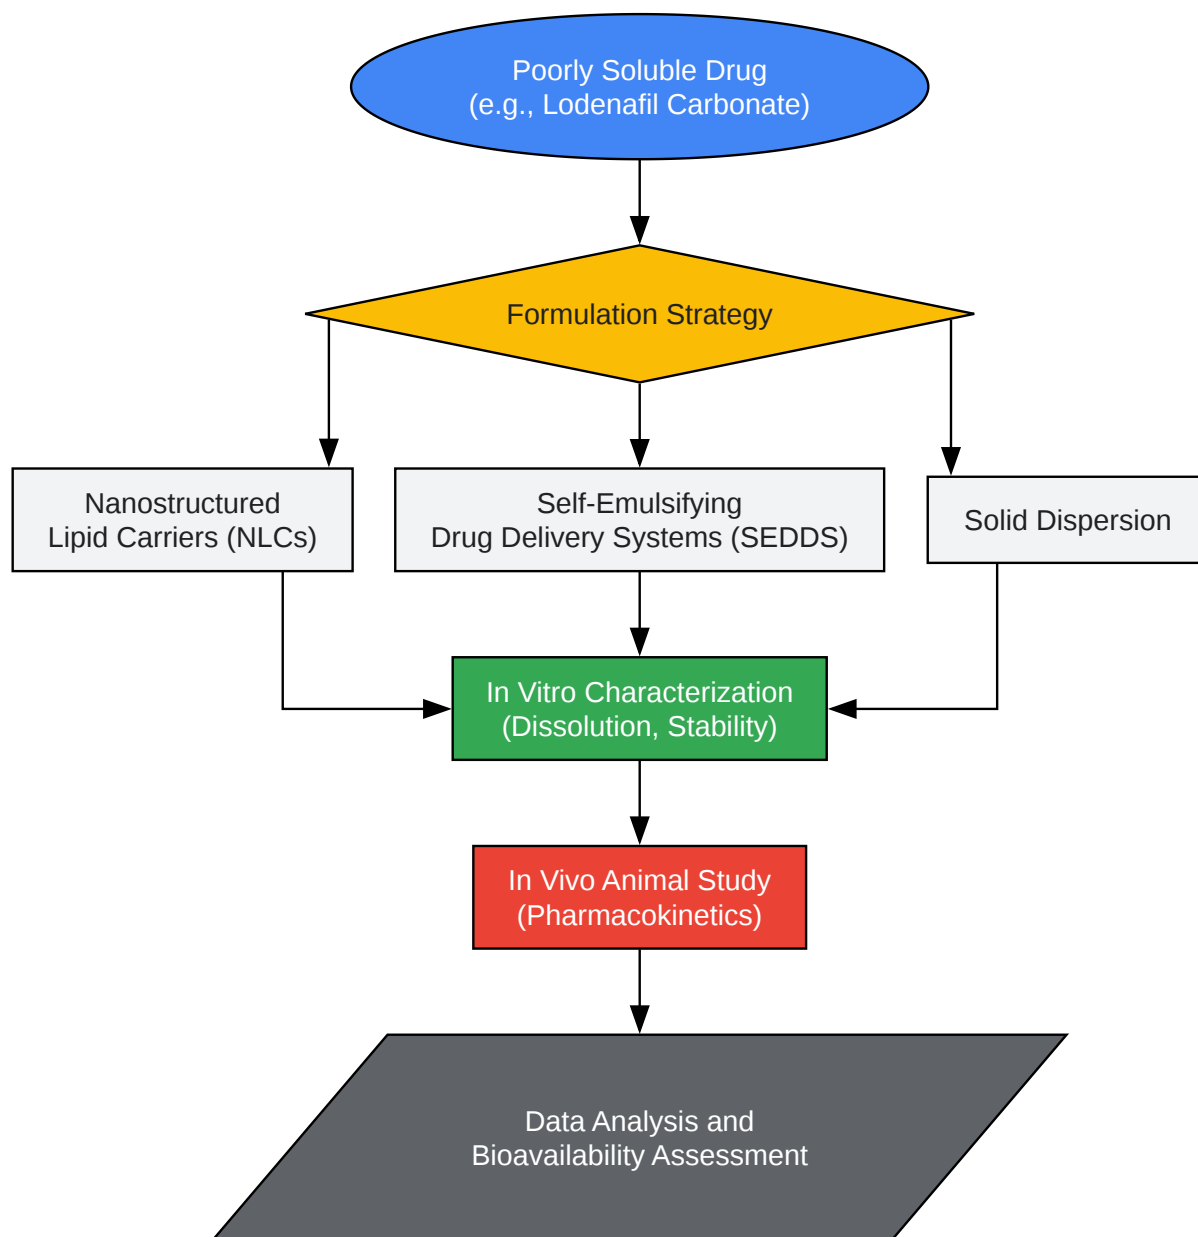 Poorly Soluble Drug
(e.g., Lodenafil Carbonate)
Formulation Strategy
Nanostructured
Lipid Carriers (NLCs)
Self-Emulsifying
Drug Delivery Systems (SEDDS)
Solid Dispersion
In Vitro Characterization
(Dissolution, Stability)
In Vivo Animal Study
(Pharmacokinetics)
Data Analysis and
Bioavailability Assessment